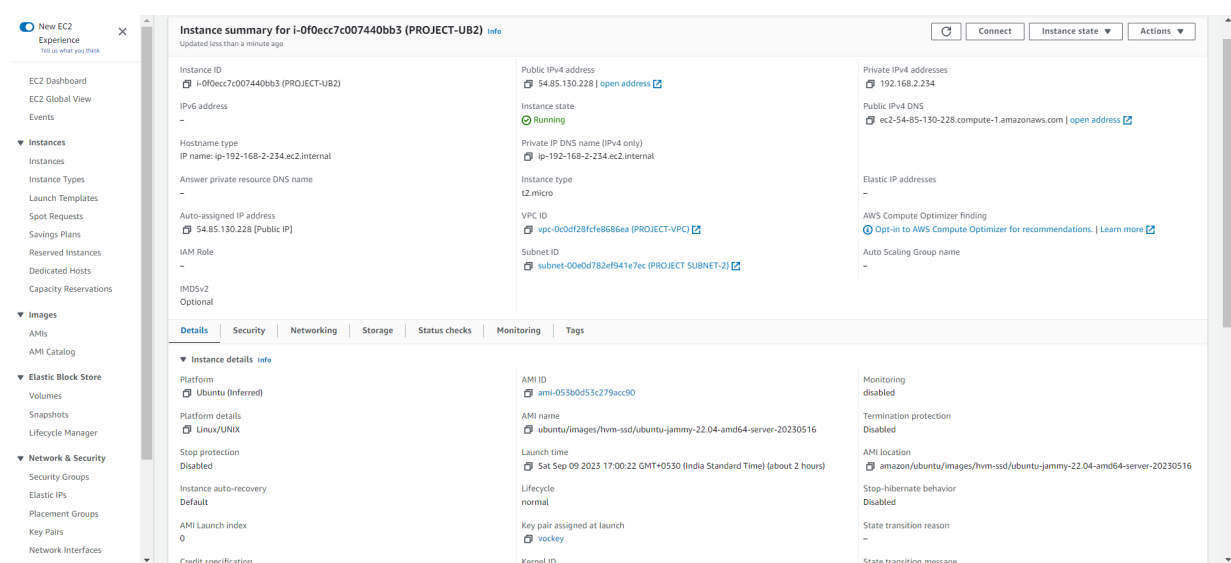 New EC2
Experience
Tell us what you think
EC2 Dashboard
EC2 Global View
Events
Instances
Instances
Instance Types
Launch Templates
Spot Requests
Savings Plans
Reserved Instances
Dedicated Hosts
Capacity Reservations
Images
AMIs
AMI Catalog
Elastic Block Store
Volumes
Snapshots
Lifecycle Manager
Network & Security
Security Groups
Elastic IPs
Placement Groups
Key Pairs
Network Interfaces
Instance summary for i-0f0ecc7c007440bb3 (PROJECT-UB2) Info
Updated less than a minute ago
Connect
Instance state
Actions
Instance ID
i-0f0ecc7c007440bb3 (PROJECT-UB2)
Public IPv4 address
54.85.130.228 | open address
Private IPv4 addresses
192.168.2.234
IPv6 address
–
Instance state
Running
Public IPv4 DNS
ec2-54-85-130-228.compute-1.amazonaws.com | open address
Hostname type
IP name: ip-192-168-2-234.ec2.internal
Private IP DNS name (IPv4 only)
ip-192-168-2-234.ec2.internal
Answer private resource DNS name
–
Instance type
t2.micro
Elastic IP addresses
–
Auto-assigned IP address
54.85.130.228 [Public IP]
VPC ID
vpc-0c0df28fcfe8686ea (PROJECT-VPC)
AWS Compute Optimizer finding
Opt-in to AWS Compute Optimizer for recommendations. | Learn more
IAM Role
–
Subnet ID
subnet-00e0d782ef941e7ec (PROJECT SUBNET-2)
Auto Scaling Group name
–
IMDSv2
Optional
Details
Security
Networking
Storage
Status checks
Monitoring
Tags
Instance details Info
Platform
Ubuntu (Inferred)
AMI ID
ami-053b0d53c279acc90
Monitoring
disabled
Platform details
Linux/UNIX
AMI name
ubuntu/images/hvm-ssd/ubuntu-jammy-22.04-amd64-server-20230516
Termination protection
Disabled
Stop protection
Disabled
Launch time
Sat Sep 09 2023 17:00:22 GMT+0530 (India Standard Time) (about 2 hours)
AMI location
amazon/ubuntu/images/hvm-ssd/ubuntu-jammy-22.04-amd64-server-20230516
Instance auto-recovery
Default
Lifecycle
normal
Stop-hibernate behavior
Disabled
AMI Launch index
0
Key pair assigned at launch
vockey
State transition reason
–
Credit specification
Kernel ID
State transition message